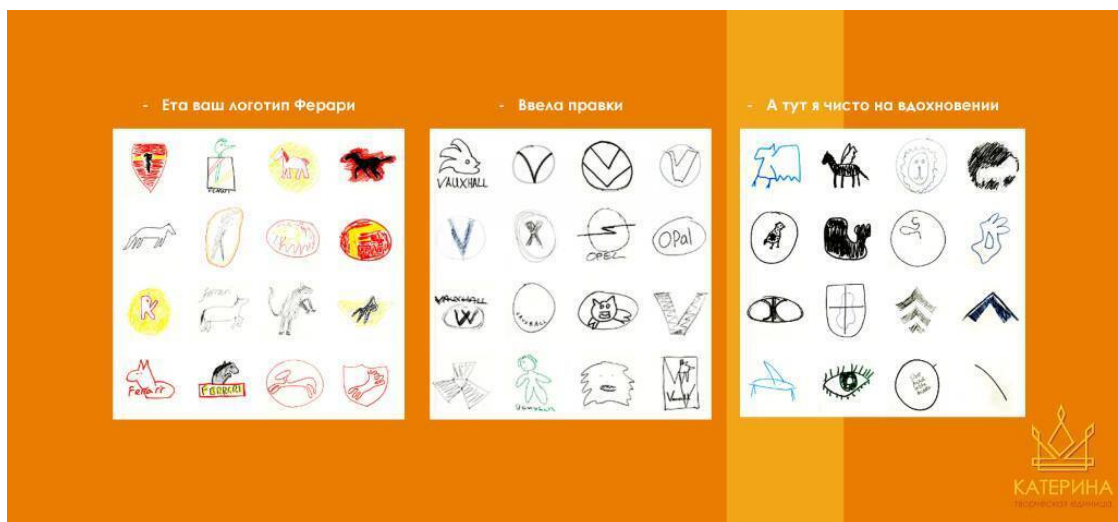 - Ета ваш логотип Ферари
- Ввела правки
- А тут я чисто на вдохновении
VAUXHALL
OPEL
OPal
VAUXHALL
W
feran
Ferarr
FERRARI
КАТЕРИНА
творческая единица